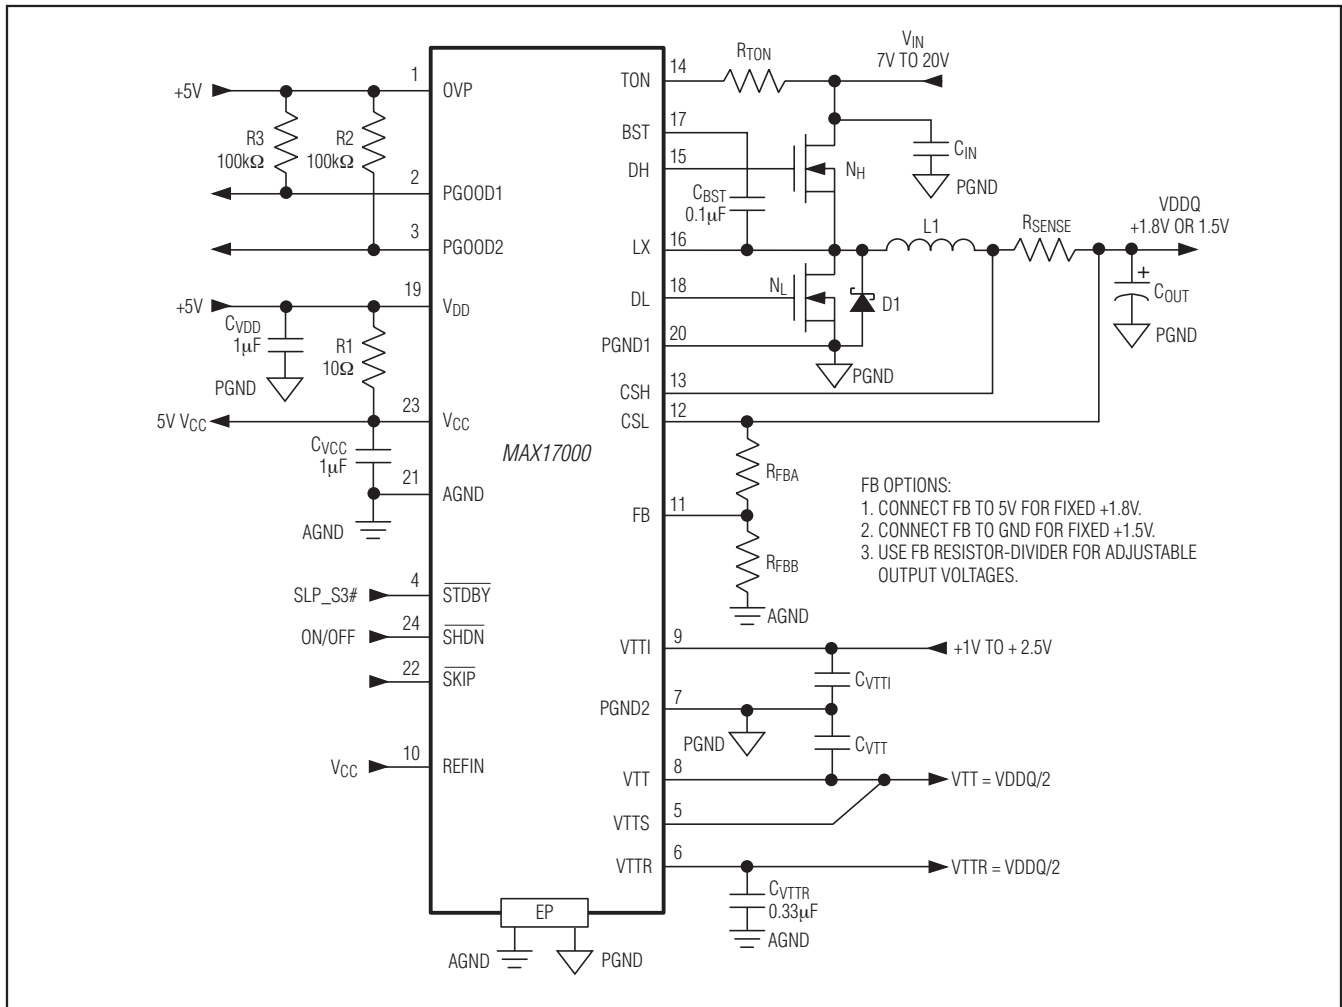 +5V
1
OVP
R3
100kΩ
R2
100kΩ
2
PGOOD1
3
PGOOD2
+5V
19
VDD
CVDD
1µF
PGND
R1
10Ω
5V VCC
23
VCC
CVCC
1µF
21
AGND
AGND
SLP_S3#
4
STDBY
ON/OFF
24
SHDN
22
SKIP
VCC
10
REFIN
MAX17000
EP
AGND
PGND
TON
14
RTON
VIN
7V TO 20V
BST
17
DH
15
NH
CIN
PGND
CBST
0.1µF
LX
16
L1
RSENSE
VDDQ
+1.8V OR 1.5V
DL
18
NL
D1
COUT
PGND
PGND1
20
PGND
CSH
13
CSL
12
RFBA
FB
11
RFBB
AGND
FB OPTIONS:
1. CONNECT FB TO 5V FOR FIXED +1.8V.
2. CONNECT FB TO GND FOR FIXED +1.5V.
3. USE FB RESISTOR-DIVIDER FOR ADJUSTABLE
OUTPUT VOLTAGES.
VTTI
9
+1V TO + 2.5V
CVTTI
PGND2
7
PGND
CVTT
VTT
8
VTT = VDDQ/2
VTTS
5
VTTR
6
VTTR = VDDQ/2
CVTTR
0.33µF
AGND